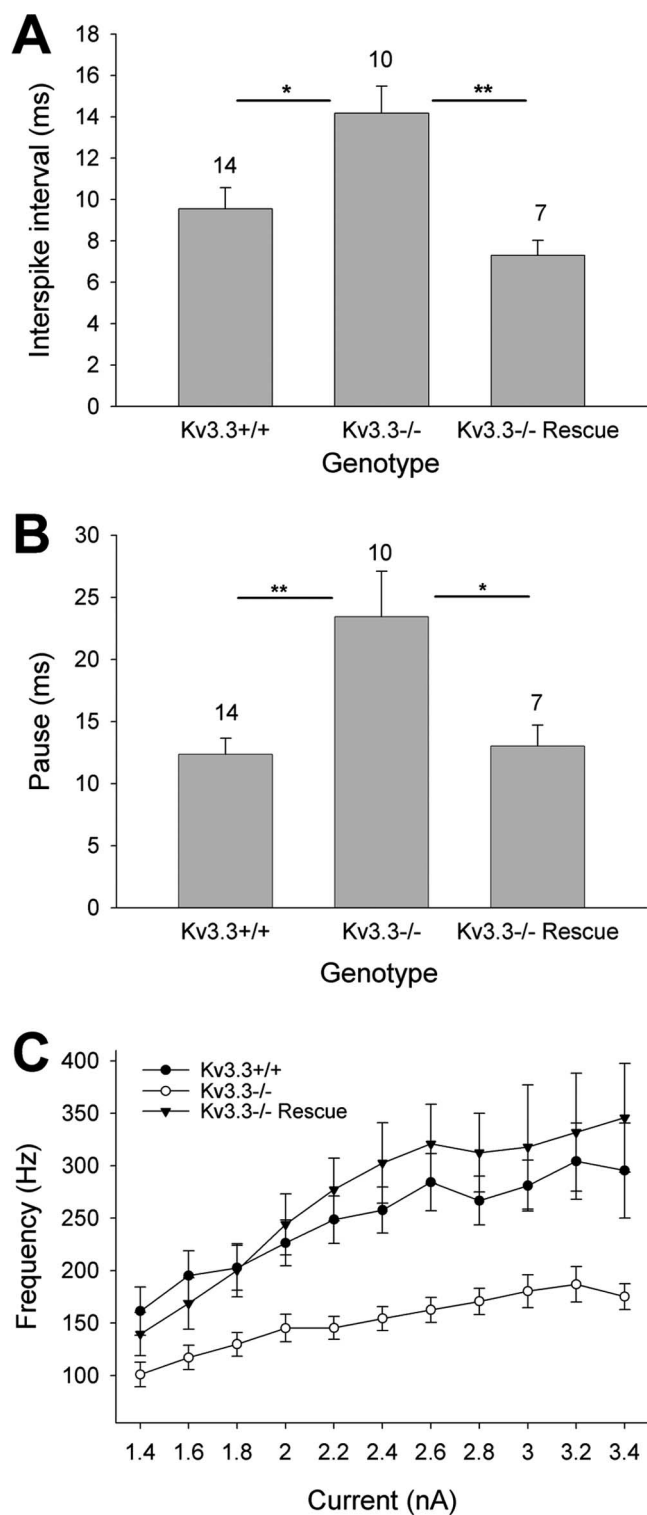 A
18
16
14
12
10
8
6
4
2
0
Interspike interval (ms)
14
*
10
**
7
Kv3.3+/+ Kv3.3-/- Kv3.3-/- Rescue
Genotype
B
30
25
20
15
10
5
0
Pause (ms)
14
**
10
*
7
Kv3.3+/+ Kv3.3-/- Kv3.3-/- Rescue
Genotype
C
400
350
300
250
200
150
100
Frequency (Hz)
Kv3.3+/+
Kv3.3-/-
Kv3.3-/- Rescue
1.4 1.6 1.8 2 2.2 2.4 2.6 2.8 3 3.2 3.4
Current (nA)